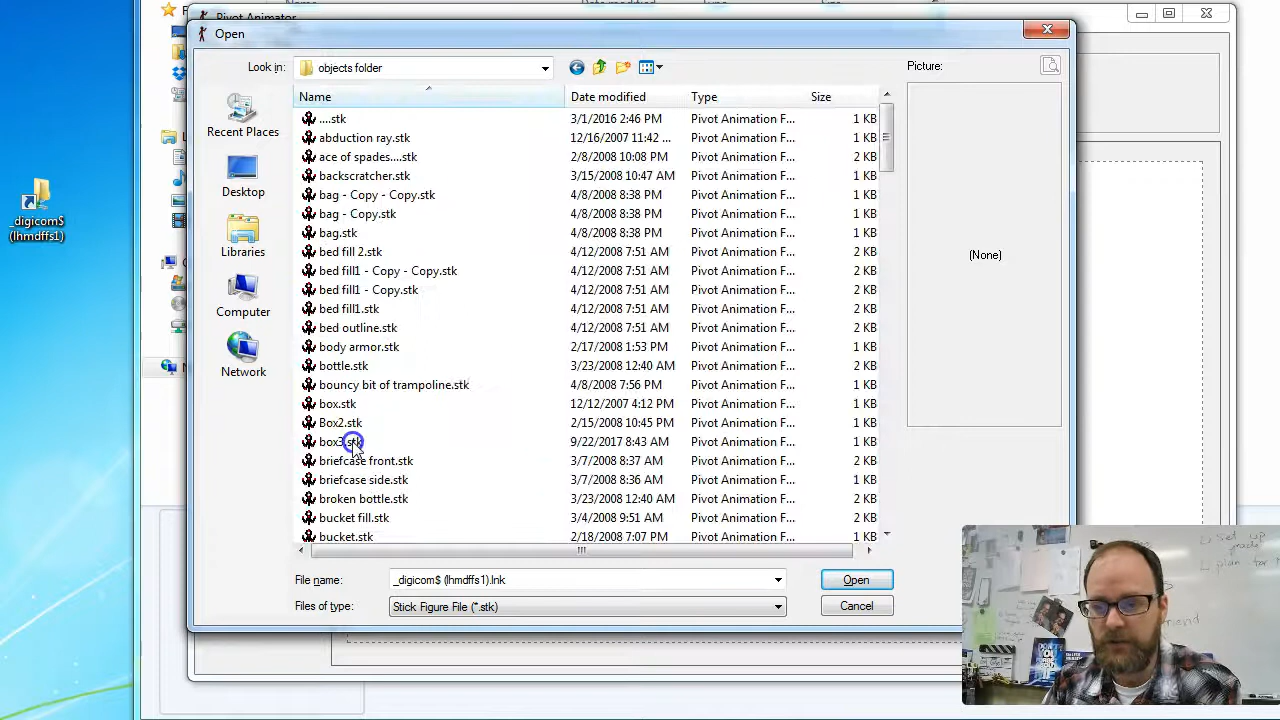 Pivot Animator
Open
Look in:
objects folder
Picture:
Name
Date modified
Type
Size
....stk 3/1/2016 2:46 PM Pivot Animation F... 1 KB
abduction ray.stk 12/16/2007 11:42 ... Pivot Animation F... 1 KB
ace of spades....stk 2/8/2008 10:08 PM Pivot Animation F... 2 KB
backscratcher.stk 3/15/2008 10:47 AM Pivot Animation F... 1 KB
bag - Copy - Copy.stk 4/8/2008 8:38 PM Pivot Animation F... 1 KB
bag - Copy.stk 4/8/2008 8:38 PM Pivot Animation F... 1 KB
bag.stk 4/8/2008 8:38 PM Pivot Animation F... 1 KB
bed fill 2.stk 4/12/2008 7:51 AM Pivot Animation F... 2 KB
bed fill1 - Copy - Copy.stk 4/12/2008 7:51 AM Pivot Animation F... 2 KB
bed fill1 - Copy.stk 4/12/2008 7:51 AM Pivot Animation F... 2 KB
bed fill1.stk 4/12/2008 7:51 AM Pivot Animation F... 2 KB
bed outline.stk 4/12/2008 7:51 AM Pivot Animation F... 2 KB
body armor.stk 2/17/2008 1:53 PM Pivot Animation F... 1 KB
bottle.stk 3/23/2008 12:40 AM Pivot Animation F... 2 KB
bouncy bit of trampoline.stk 4/8/2008 7:56 PM Pivot Animation F... 1 KB
box.stk 12/12/2007 4:12 PM Pivot Animation F... 1 KB
Box2.stk 2/15/2008 10:45 PM Pivot Animation F... 1 KB
box3.stk 9/22/2017 8:43 AM Pivot Animation F... 1 KB
briefcase front.stk 3/7/2008 8:37 AM Pivot Animation F... 2 KB
briefcase side.stk 3/7/2008 8:36 AM Pivot Animation F... 1 KB
broken bottle.stk 3/23/2008 12:40 AM Pivot Animation F... 2 KB
bucket fill.stk 3/4/2008 9:51 AM Pivot Animation F... 2 KB
bucket.stk 2/18/2008 7:07 PM Pivot Animation F... 1 KB
Recent Places
Desktop
Libraries
Computer
Network
(None)
_digicom$
(lhmdffs1)
File name:
_digicom$ (lhmdffs1).lnk
Open
Files of type:
Stick Figure File (*.stk)
Cancel